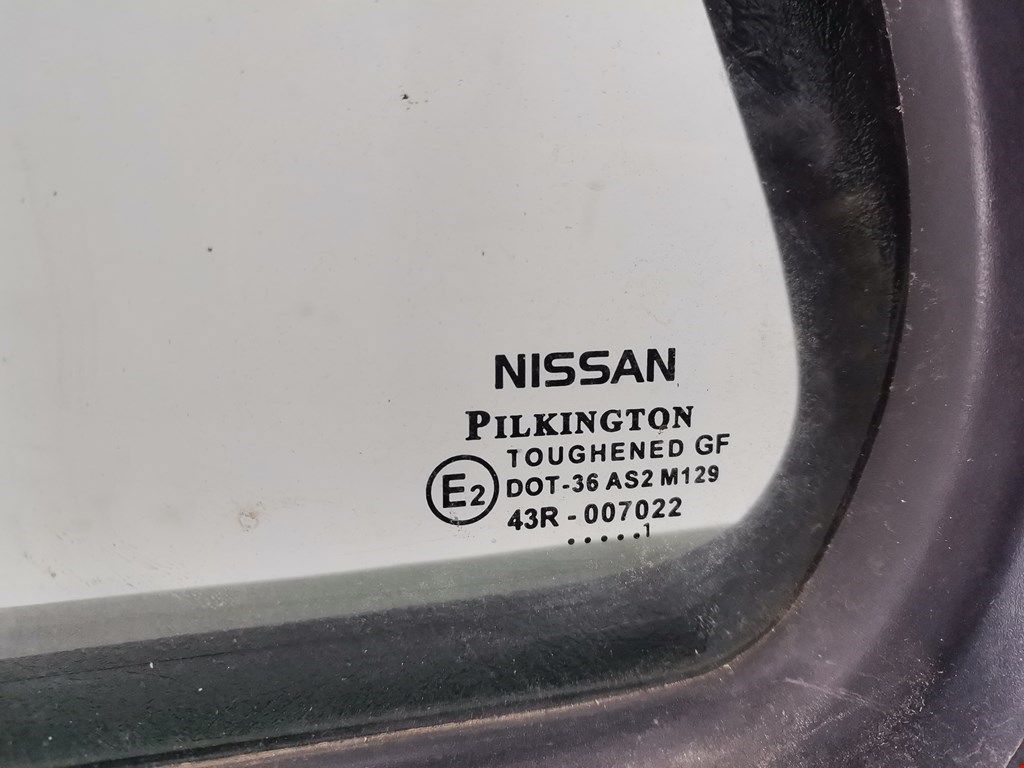 NISSAN
PILKINGTON
TOUGHENED GF
E2
DOT-36 AS2 M129
43R-007022
.....1